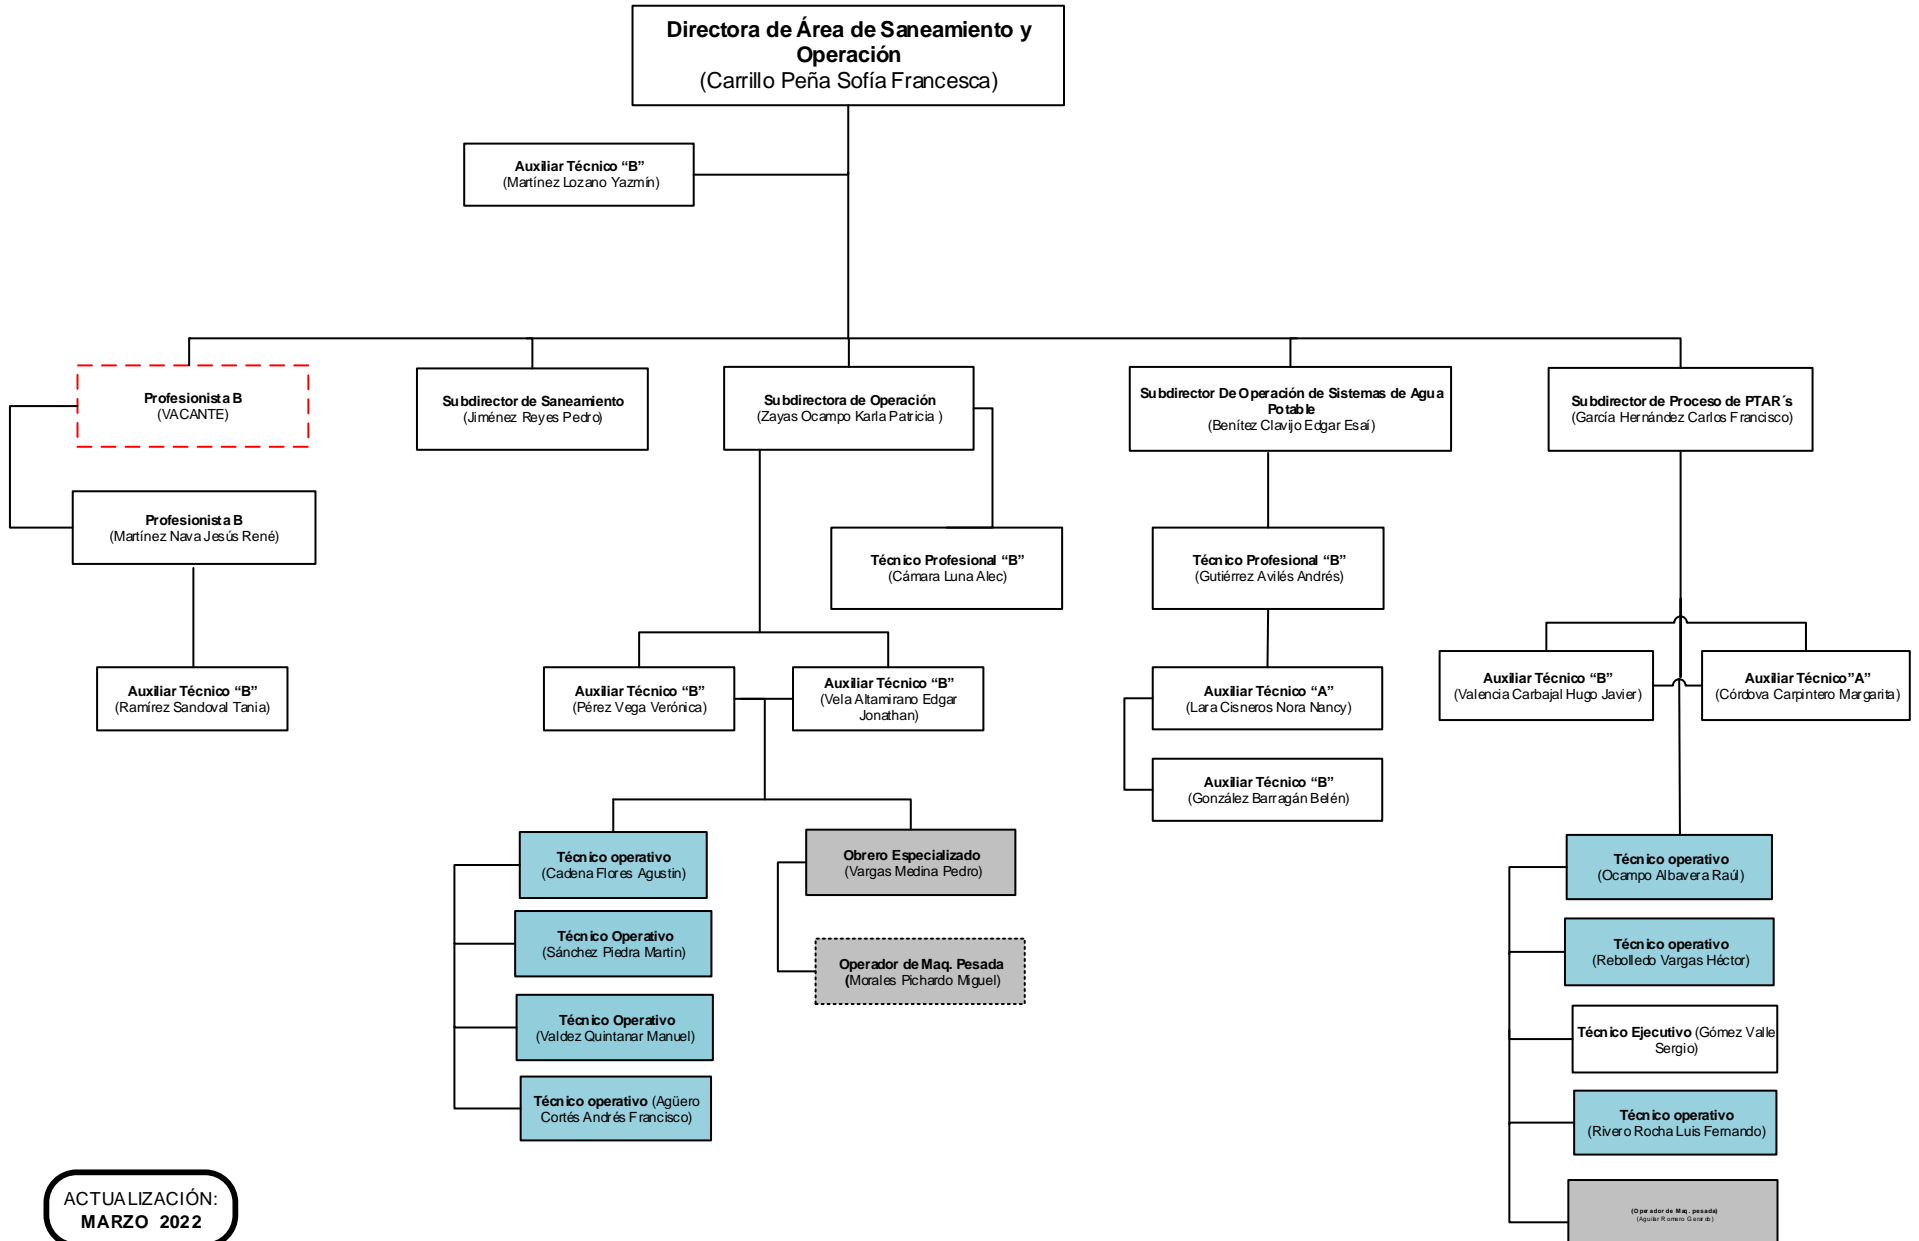 Directora de Área de Saneamiento y
Operación
(Carrillo Peña Sofía Francesca)
Auxiliar Técnico “B”
(Martínez Lozano Yazmín)
Profesionista B
(VACANTE)
Subdirector de Saneamiento
(Jiménez Reyes Pedro)
Subdirectora de Operación
(Zayas Ocampo Karla Patricia )
Subdirector De Operación de Sistemas de Agua
Potable
(Benítez Clavijo Edgar Esaí)
Subdirector de Proceso de PTAR´s
(García Hernández Carlos Francisco)
Profesionista B
(Martínez Nava Jesús René)
Técnico Profesional “B”
(Cámara Luna Alec)
Técnico Profesional “B”
(Gutiérrez Avilés Andrés)
Auxiliar Técnico “B”
(Ramírez Sandoval Tania)
Auxiliar Técnico “B”
(Pérez Vega Verónica)
Auxiliar Técnico “B”
(Vela Altamirano Edgar
Jonathan)
Auxiliar Técnico “A”
(Lara Cisneros Nora Nancy)
Auxiliar Técnico “B”
(Valencia Carbajal Hugo Javier)
Auxiliar Técnico”A”
(Córdova Carpintero Margarita)
Auxiliar Técnico “B”
(González Barragán Belén)
Técnico operativo
(Cadena Flores Agustin)
Obrero Especializado
(Vargas Medina Pedro)
Técnico operativo
(Ocampo Albavera Raúl)
Técnico Operativo
(Sánchez Piedra Martin)
Operador de Maq. Pesada
(Morales Pichardo Miguel)
Técnico operativo
(Rebolledo Vargas Héctor)
Técnico Operativo
(Valdez Quintanar Manuel)
Técnico Ejecutivo (Gómez Valle
Sergio)
Técnico operativo (Agüero
Cortés Andrés Francisco)
Técnico operativo
(Rivero Rocha Luis Fernando)
(Operador de Maq. pesada)
(Aguilar Romero Gerardo)
ACTUALIZACIÓN:
MARZO 2022